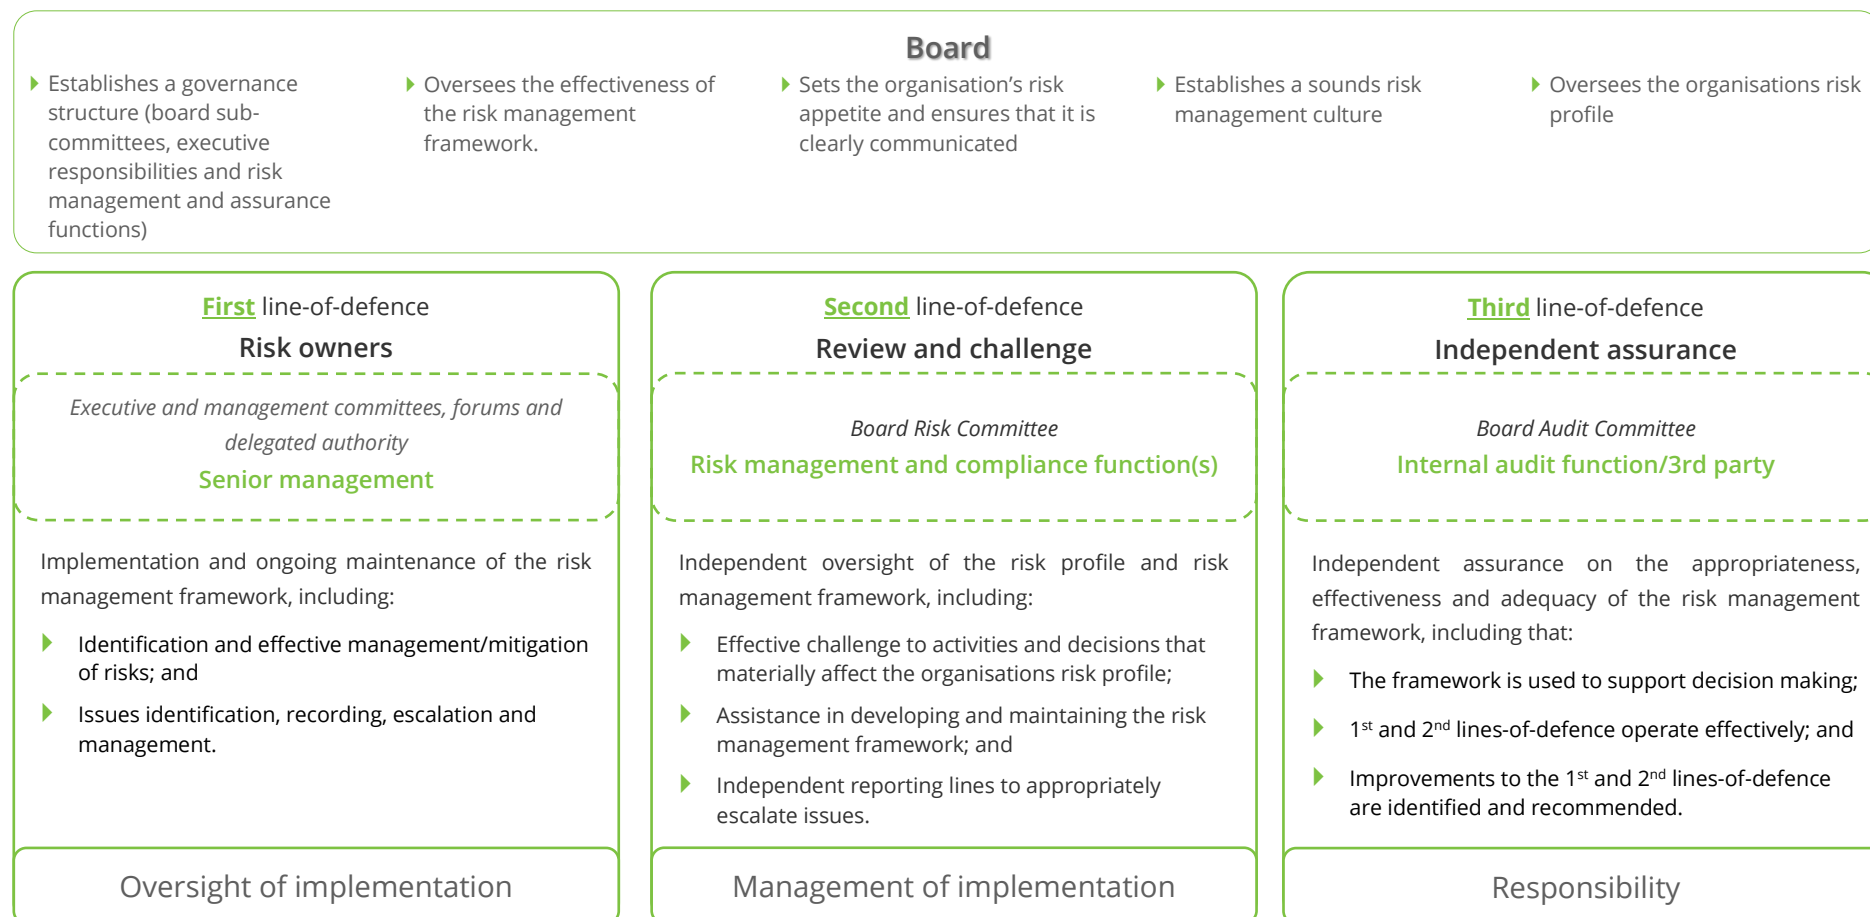 Board
Establishes a governance
structure (board sub-
committees, executive
responsibilities and risk
management and assurance
functions)
Oversees the effectiveness of
the risk management
framework.
Sets the organisation’s risk
appetite and ensures that it is
clearly communicated
Establishes a sounds risk
management culture
Oversees the organisations risk
profile
First line-of-defence
Risk owners
Executive and management committees, forums and
delegated authority
Senior management
Implementation and ongoing maintenance of the risk
management framework, including:
Identification and effective management/mitigation
of risks; and
Issues identification, recording, escalation and
management.
Oversight of implementation
Second line-of-defence
Review and challenge
Board Risk Committee
Risk management and compliance function(s)
Independent oversight of the risk profile and risk
management framework, including:
Effective challenge to activities and decisions that
materially affect the organisations risk profile;
Assistance in developing and maintaining the risk
management framework; and
Independent reporting lines to appropriately
escalate issues.
Management of implementation
Third line-of-defence
Independent assurance
Board Audit Committee
Internal audit function/3rd party
Independent assurance on the appropriateness,
effectiveness and adequacy of the risk management
framework, including that:
The framework is used to support decision making;
1st and 2nd lines-of-defence operate effectively; and
Improvements to the 1st and 2nd lines-of-defence
are identified and recommended.
Responsibility